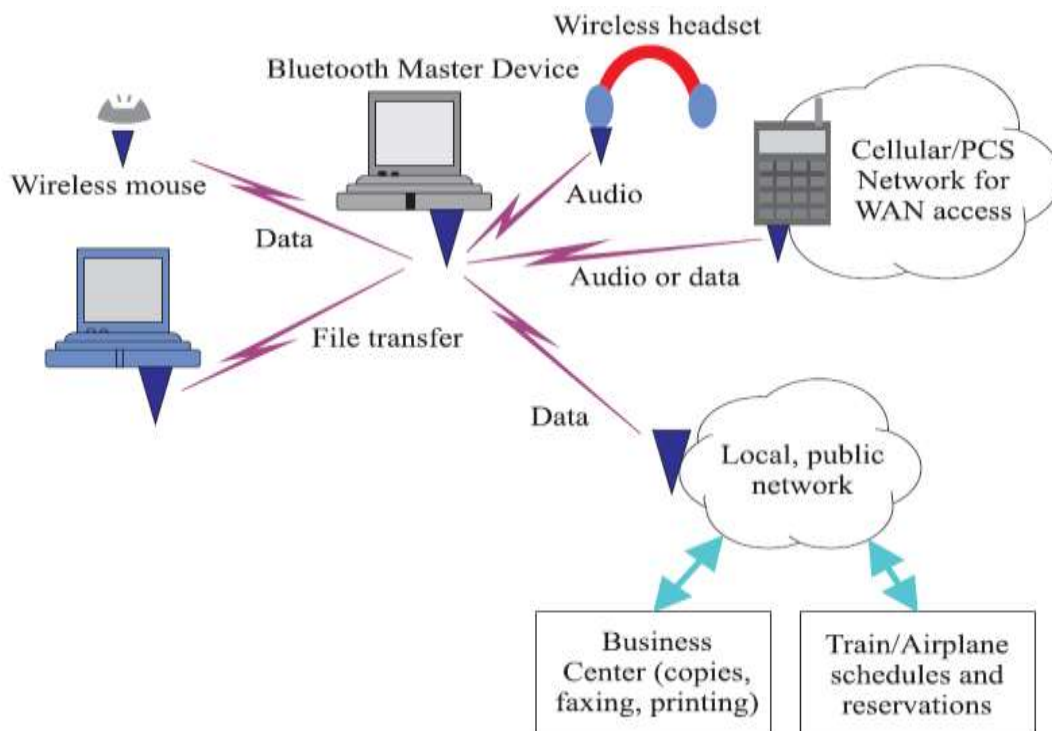 Wireless headset
Bluetooth Master Device
Wireless mouse
Cellular/PCS
Network for
WAN access
Audio
Data
Audio or data
File transfer
Data
Local, public
network
Business
Center (copies,
faxing, printing)
Train/Airplane
schedules and
reservations